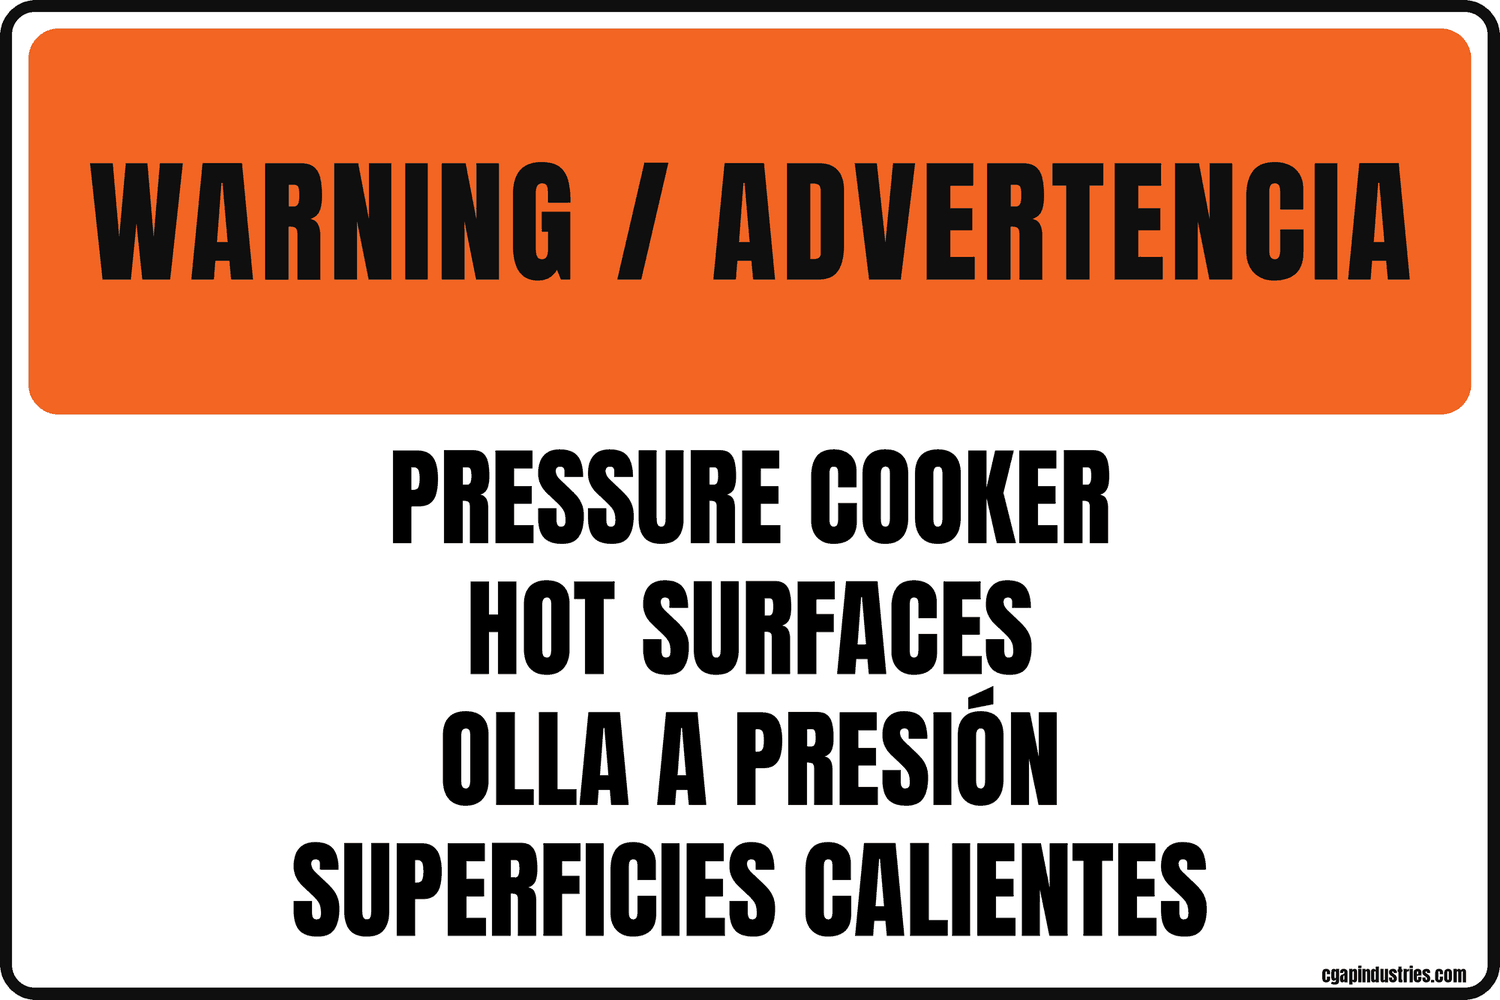 WARNING / ADVERTENCIA
PRESSURE COOKER
HOT SURFACES
OLLA A PRESIÓN
SUPERFICIES CALIENTES
cgapindustries.com